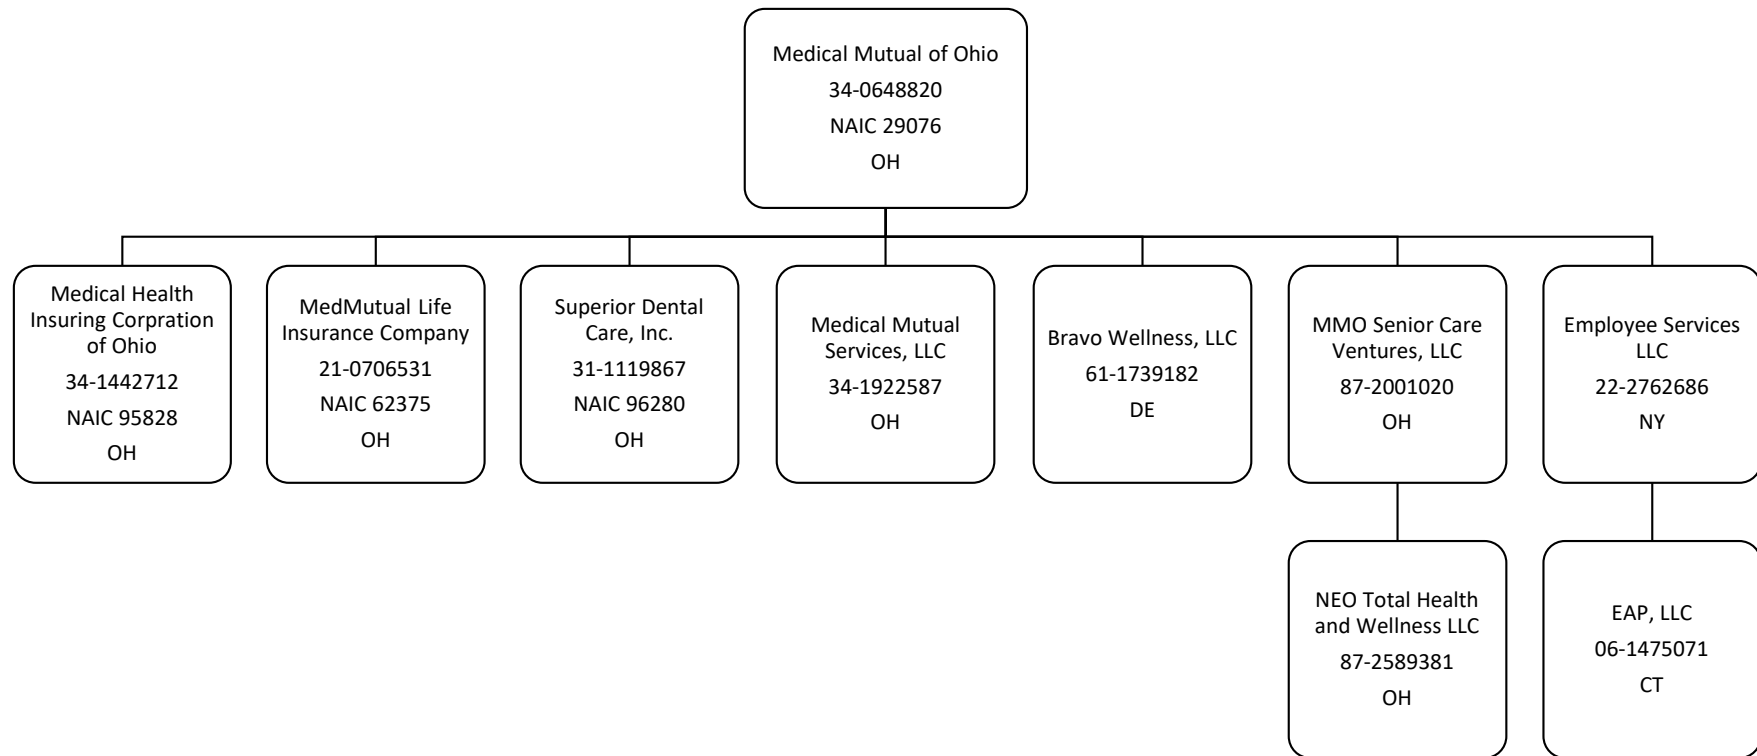 Medical Mutual of Ohio
34-0648820
NAIC 29076
OH
Medical Health
Insuring Corpration
of Ohio
34-1442712
NAIC 95828
OH
MedMutual Life
Insurance Company
21-0706531
NAIC 62375
OH
Superior Dental
Care, Inc.
31-1119867
NAIC 96280
OH
Medical Mutual
Services, LLC
34-1922587
OH
Bravo Wellness, LLC
61-1739182
DE
MMO Senior Care
Ventures, LLC
87-2001020
OH
Employee Services
LLC
22-2762686
NY
NEO Total Health
and Wellness LLC
87-2589381
OH
EAP, LLC
06-1475071
CT